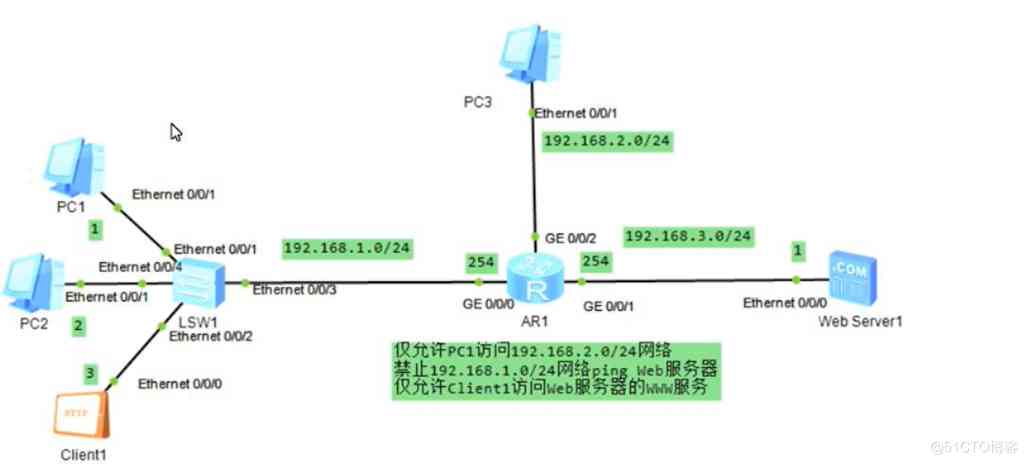 PC3
Ethernet 0/0/1
192.168.2.0/24
Ethernet 0/0/1
PC1
1
Ethernet 0/0/1
192.168.1.0/24
GE 0/0/2
192.168.3.0/24
Ethernet 0/0/4
254
254
1
.COM
Ethernet 0/0/1
Ethernet 0/0/3
R
GE 0/0/0
GE 0/0/1
Ethernet 0/0/0
PC2
2
LSW1
AR1
Web Server1
Ethernet 0/0/2
仅允许PC1访问192.168.2.0/24网络
禁止192.168.1.0/24网络ping Web服务器
仅允许Client1访问Web服务器的WWW服务
3
Ethernet 0/0/0
HTTP
Client1
@51CTO博客